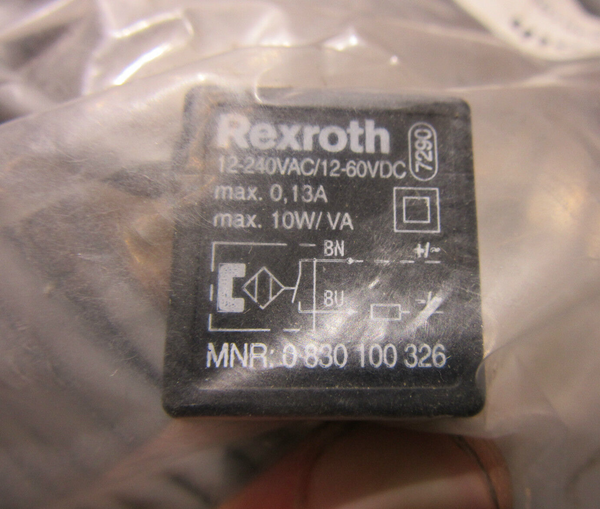 Rexroth
7290
12-240VAC/12-60VDC
max. 0,13A
max. 10W/VA
BN +/~
BU -/~
MNR: 0 830 100 326